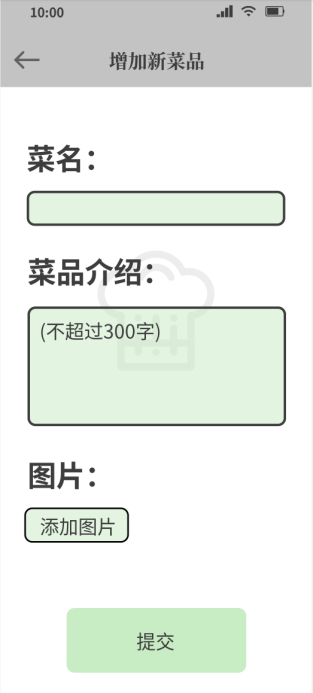 10:00
增加新菜品
菜名：
菜品介绍：
(不超过300字)
图片：
添加图片
提交